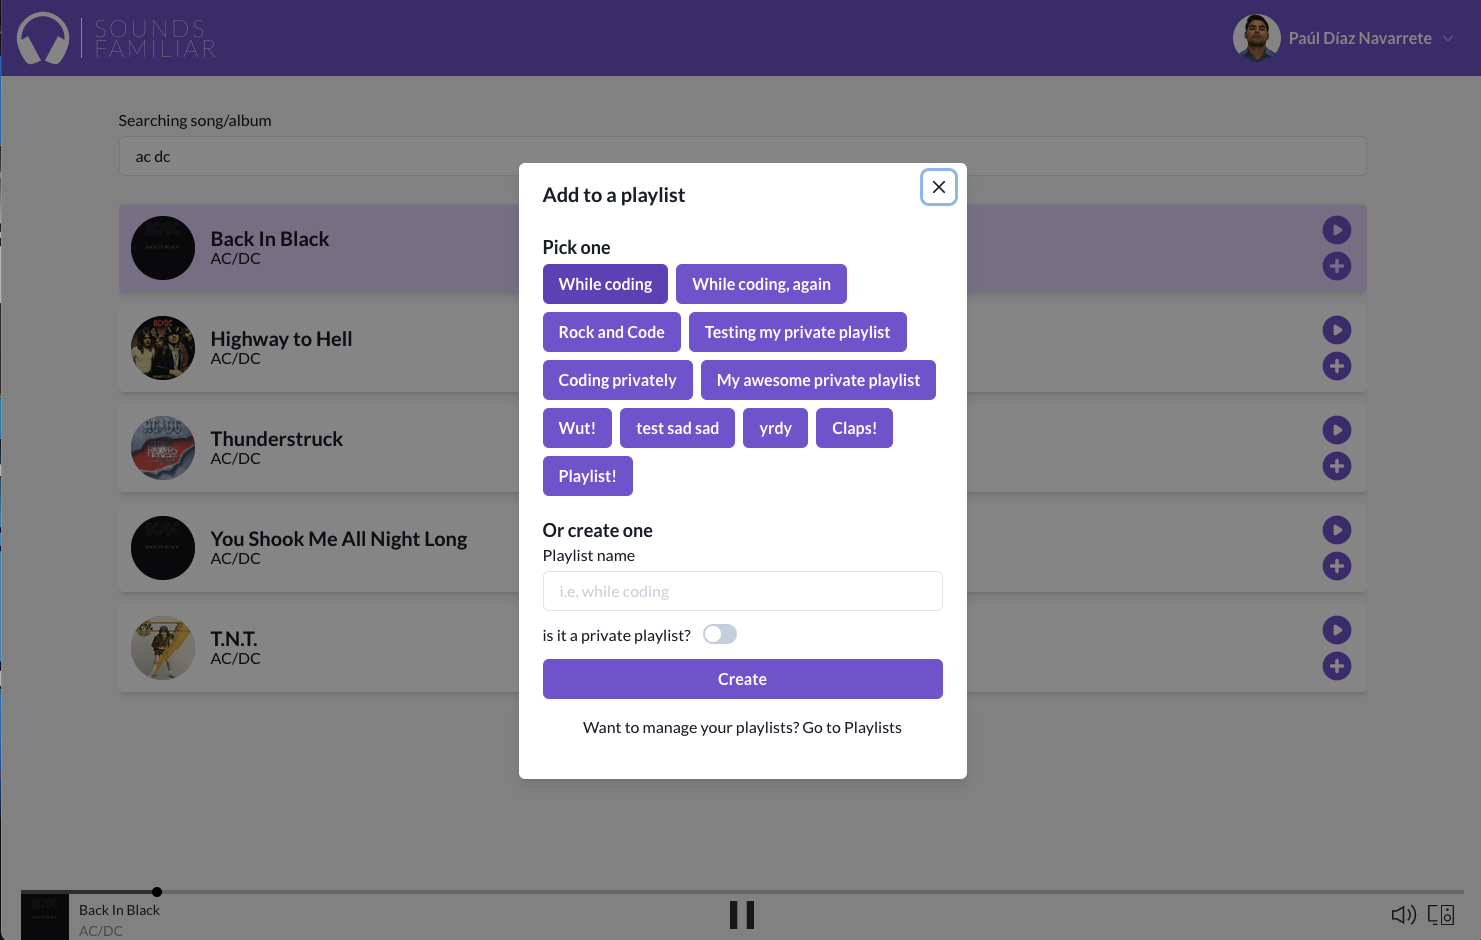 SOUNDS
FAMILIAR
Paúl Díaz Navarrete
Searching song/album
ac dc
Back In Black
AC/DC
Highway to Hell
AC/DC
Thunderstruck
AC/DC
You Shook Me All Night Long
AC/DC
T.N.T.
AC/DC
Add to a playlist
Pick one
While coding
While coding, again
Rock and Code
Testing my private playlist
Coding privately
My awesome private playlist
Wut!
test sad sad
yrdy
Claps!
Playlist!
Or create one
Playlist name
i.e. while coding
is it a private playlist?
Create
Want to manage your playlists? Go to Playlists
Back In Black
AC/DC